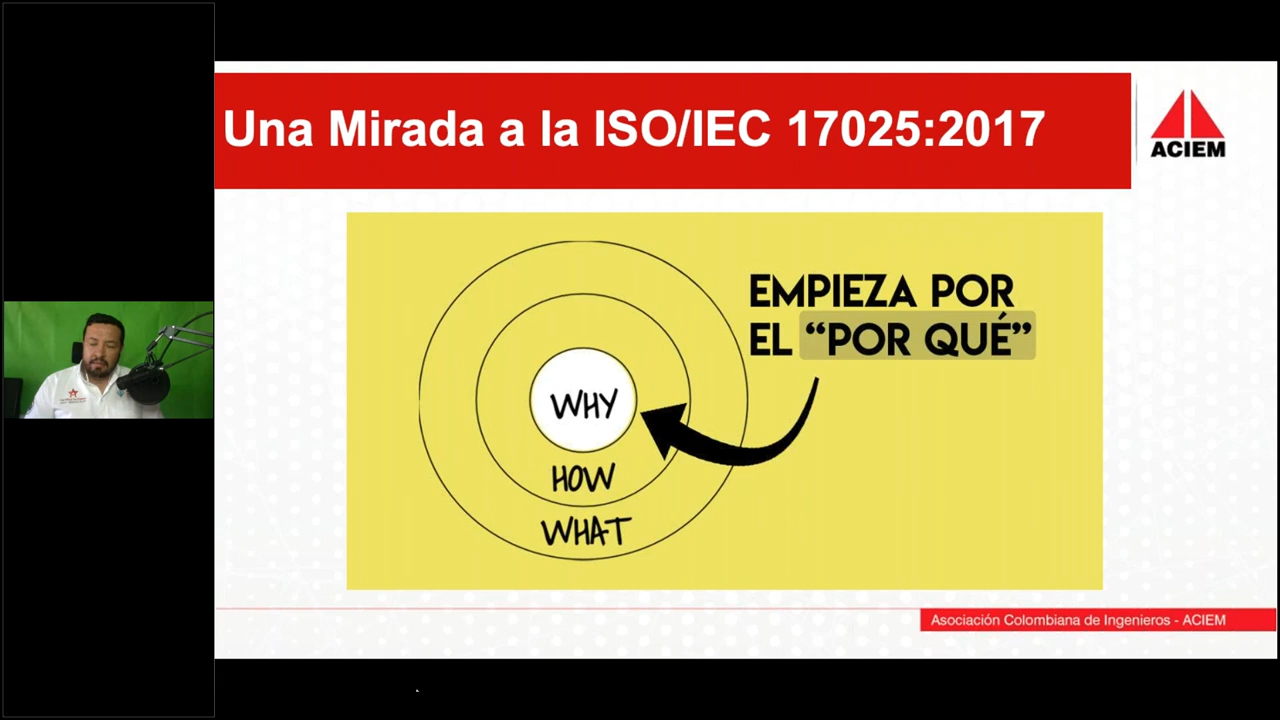 Una Mirada a la ISO/IEC 17025:2017
ACIEM
EMPIEZA POR
EL “POR QUÉ”
WHY
HOW
WHAT
Asociación Colombiana de Ingenieros - ACIEM